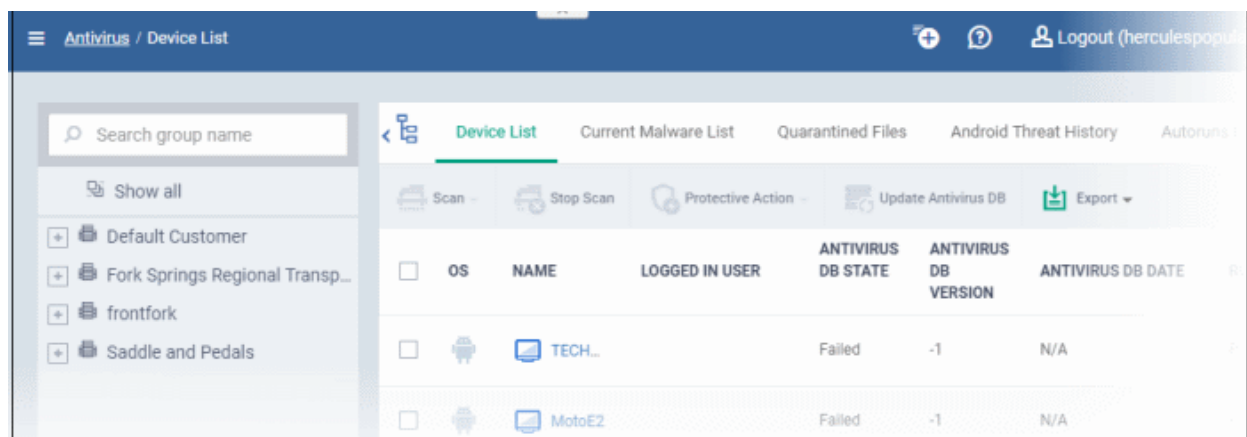 Antivirus / Device List
Logout (herculespopul
Search group name
Device List Current Malware List Quarantined Files Android Threat History Autoruns
Show all
Scan Stop Scan Protective Action Update Antivirus DB Export
Default Customer
Fork Springs Regional Transp...
frontfork
Saddle and Pedals
OS NAME LOGGED IN USER ANTIVIRUS DB STATE ANTIVIRUS DB VERSION ANTIVIRUS DB DATE
TECH... Failed -1 N/A
MotoE2 Failed -1 N/A